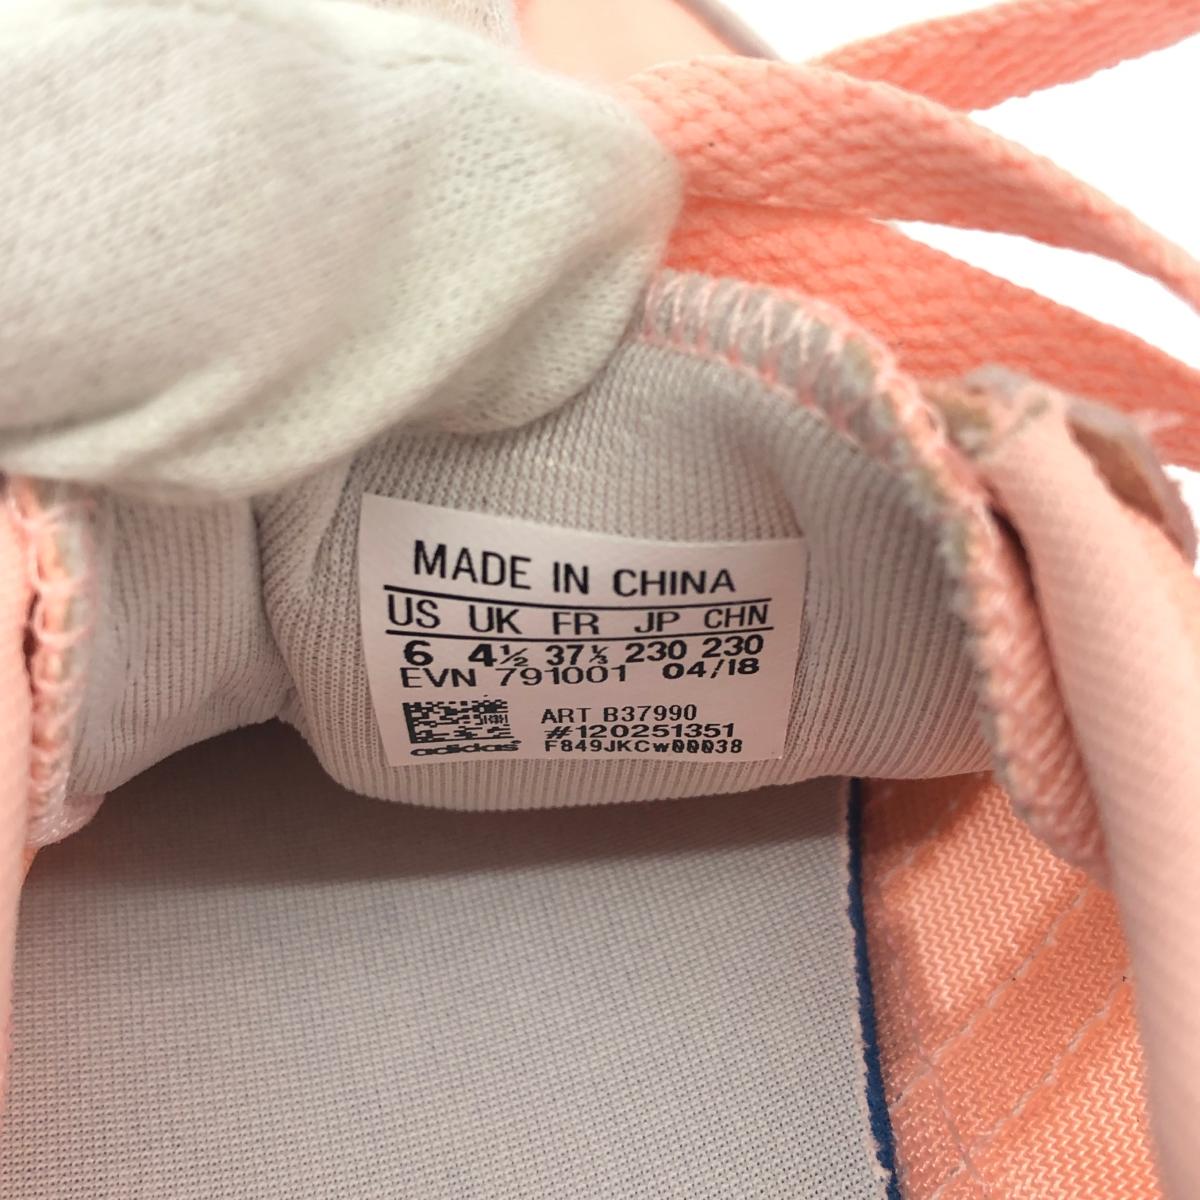 MADE IN CHINA
US UK FR JP CHN
6 4½ 37⅓ 230 230
EVN 791001 04/18
ART B37990
#120251351
adidas F849JKCw00038